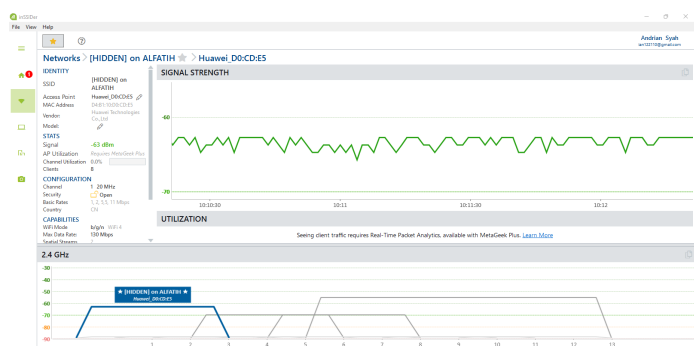 inSSIDer
File View Help
Andrian Syah
Networks > [HIDDEN] on ALFATIH > Huawei_D0:CD:E5
IDENTITY
SSID [HIDDEN] on ALFATIH
Access Point Huawei_D0:CD:E5
MAC Address
Vendor: Huawei Technologies Co.,Ltd
Model:
STATS
Signal -63 dBm
AP Utilization Requires MetaGeek Plus
Channel Utilization 0.0%
Clients 8
CONFIGURATION
Channel 1 20 MHz
Security Open
Basic Rates 1, 2, 5.5, 11 Mbps
Country CN
CAPABILITIES
WiFi Mode b/g/n WiFi 4
Max Data Rate: 130 Mbps
Spatial Streams 2
SIGNAL STRENGTH
-60
-70
10:10:30 10:11 10:11:30 10:12
UTILIZATION
Seeing client traffic requires Real-Time Packet Analytics, available with MetaGeek Plus. Learn More
2.4 GHz
-30
-40
-50
-60
-70
-80
-90
[HIDDEN] on ALFATIH
Huawei_D0:CD:E5
1 2 3 4 5 6 7 8 9 10 11 12 13